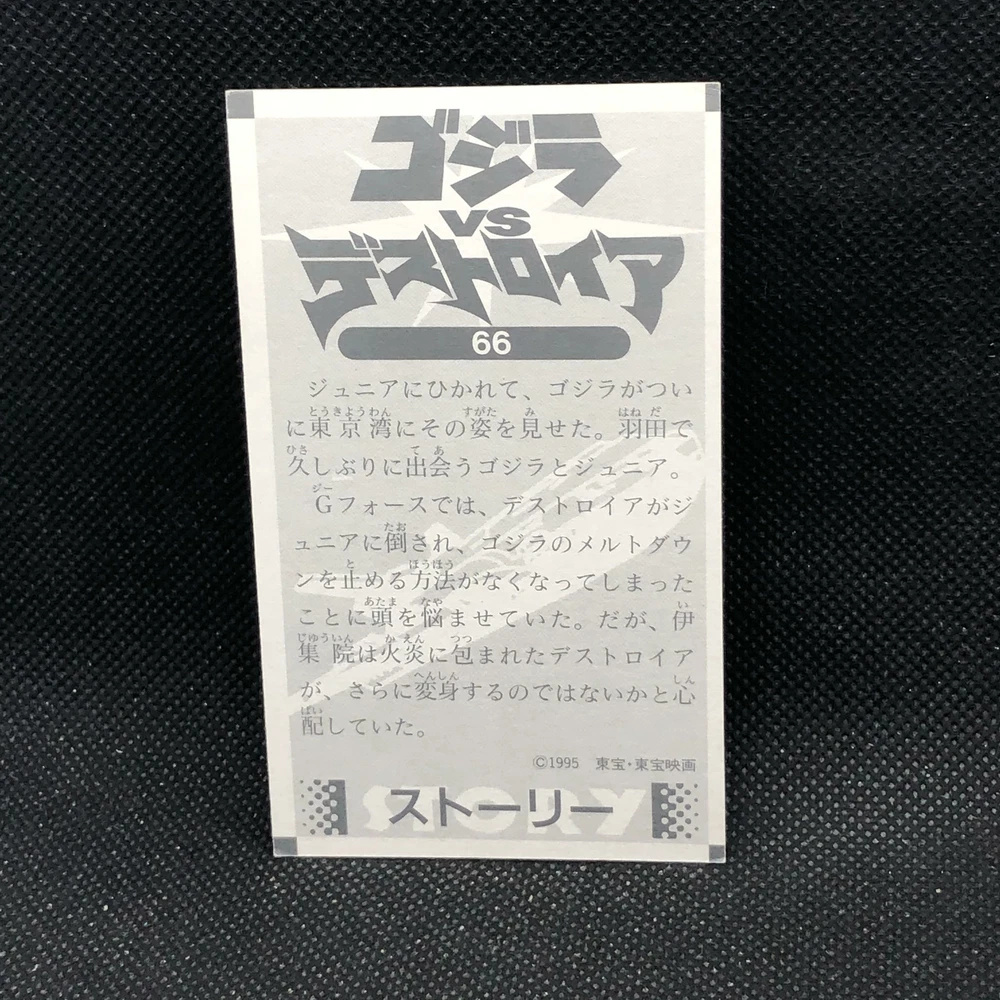 ゴジラ
VS
デストロイア
66
ジュニアにひかれて、ゴジラがつい
に東京湾にその姿を見せた。羽田で
久しぶりに出会うゴジラとジュニア。
Gフォースでは、デストロイアがジ
ュニアに倒され、ゴジラのメルトダウ
ンを止める方法がなくなってしまった
ことに頭を悩ませていた。だが、伊
集院は火炎に包まれたデストロイア
が、さらに変身するのではないかと心
配していた。
©1995 東宝・東宝映画
STORY
ストーリー